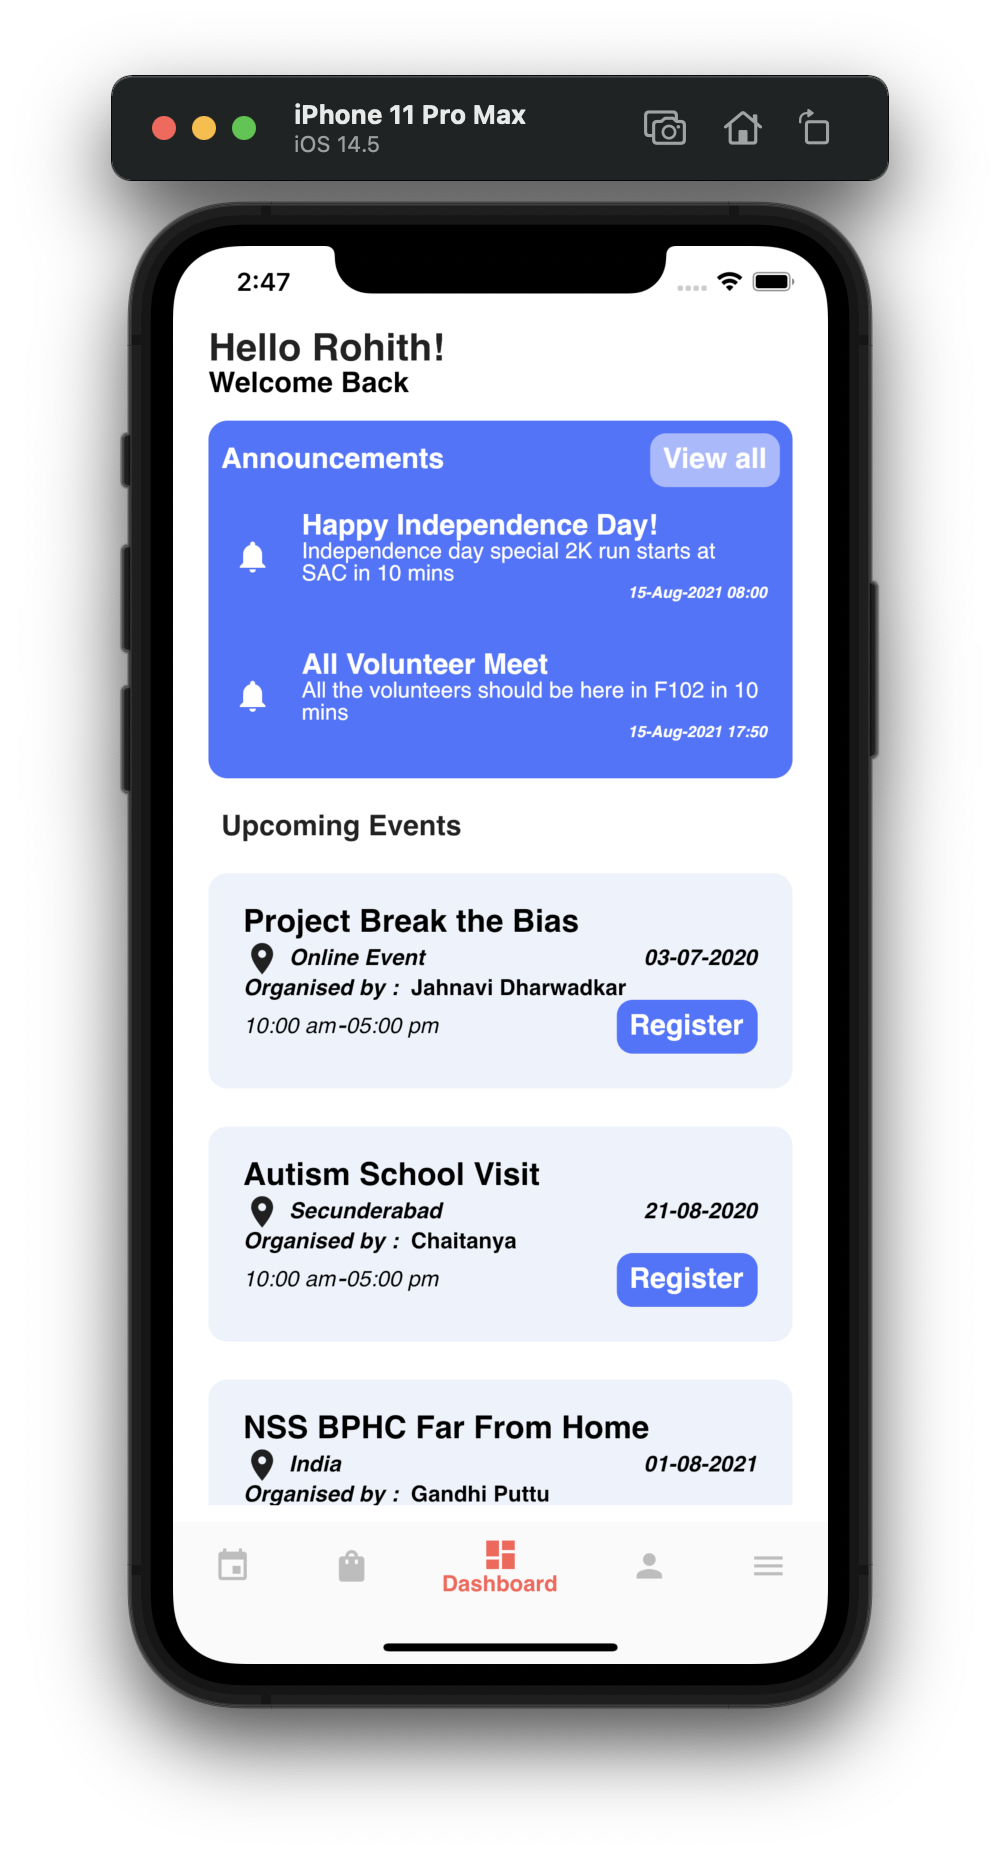 iPhone 11 Pro Max
iOS 14.5
2:47
Hello Rohith!
Welcome Back
Announcements
View all
Happy Independence Day!
Independence day special 2K run starts at
SAC in 10 mins
15-Aug-2021 08:00
All Volunteer Meet
All the volunteers should be here in F102 in 10
mins
15-Aug-2021 17:50
Upcoming Events
Project Break the Bias
Online Event 03-07-2020
Organised by : Jahnavi Dharwadkar
10:00 am-05:00 pm Register
Autism School Visit
Secunderabad 21-08-2020
Organised by : Chaitanya
10:00 am-05:00 pm Register
NSS BPHC Far From Home
India 01-08-2021
Organised by : Gandhi Puttu
Dashboard